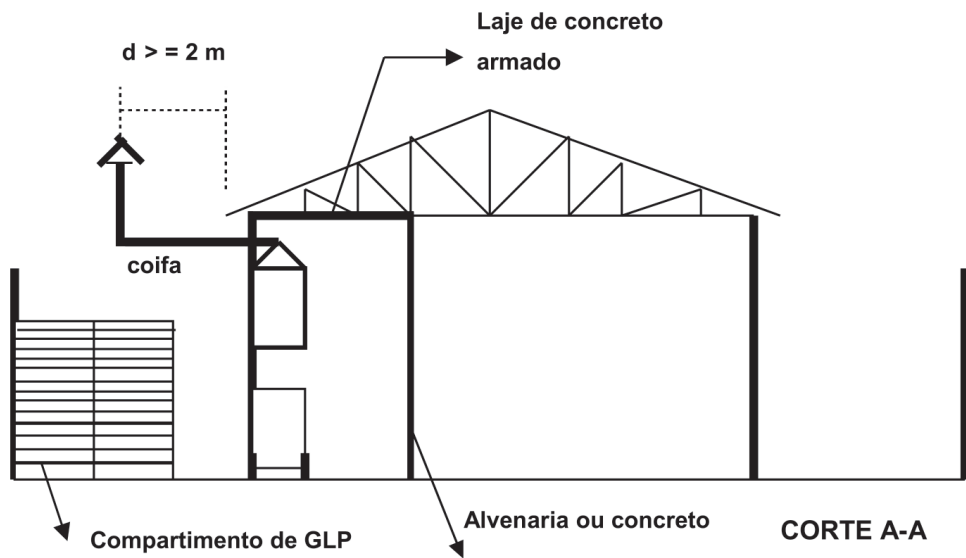 Laje de concreto
armado
d > = 2 m
coifa
Compartimento de GLP
Alvenaria ou concreto
CORTE A-A